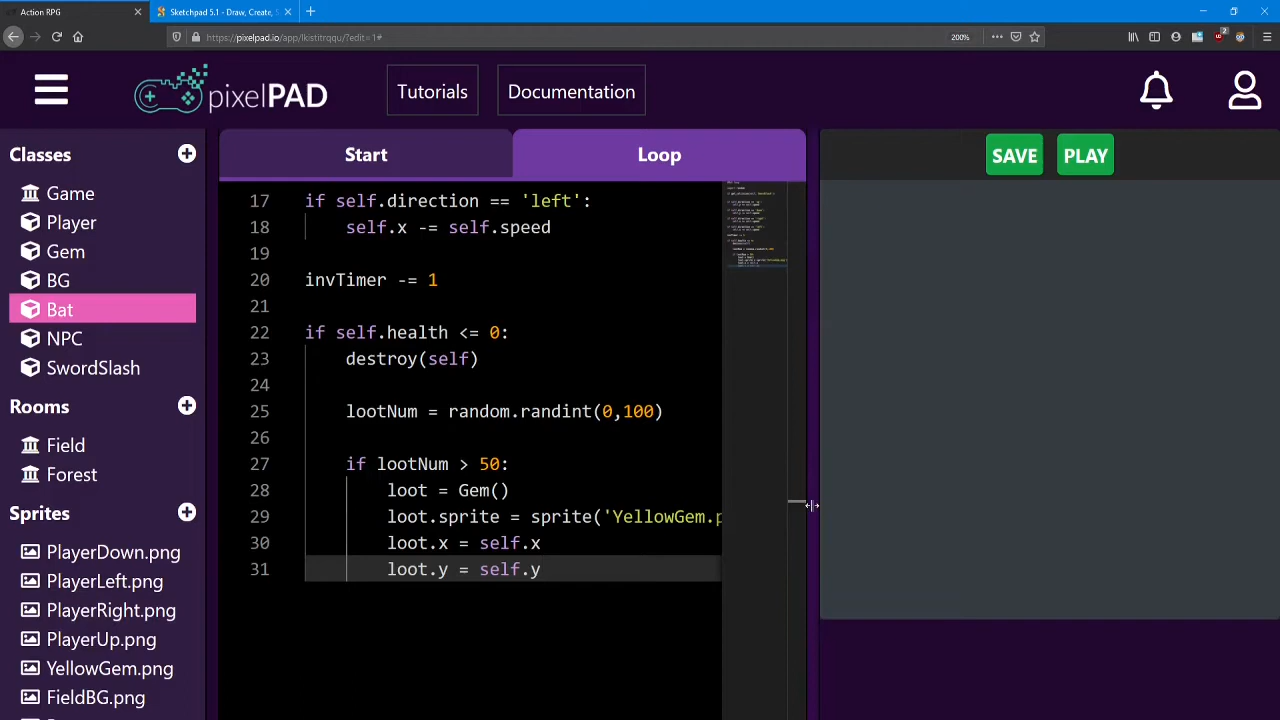 Action RPG
Sketchpad 5.1 - Draw, Create, S
https://pixelpad.io/app/lkistitrqqu/?edit=1#
200%
2
pixelPAD
Tutorials
Documentation
Classes
Game
Player
Gem
BG
Bat
NPC
SwordSlash
Rooms
Field
Forest
Sprites
PlayerDown.png
PlayerLeft.png
PlayerRight.png
PlayerUp.png
YellowGem.png
FieldBG.png
Start
Loop
17 if self.direction == 'left':
18 self.x -= self.speed
19
20 invTimer -= 1
21
22 if self.health <= 0:
23 destroy(self)
24
25 lootNum = random.randint(0,100)
26
27 if lootNum > 50:
28 loot = Gem()
29 loot.sprite = sprite('YellowGem.p
30 loot.x = self.x
31 loot.y = self.y
SAVE
PLAY